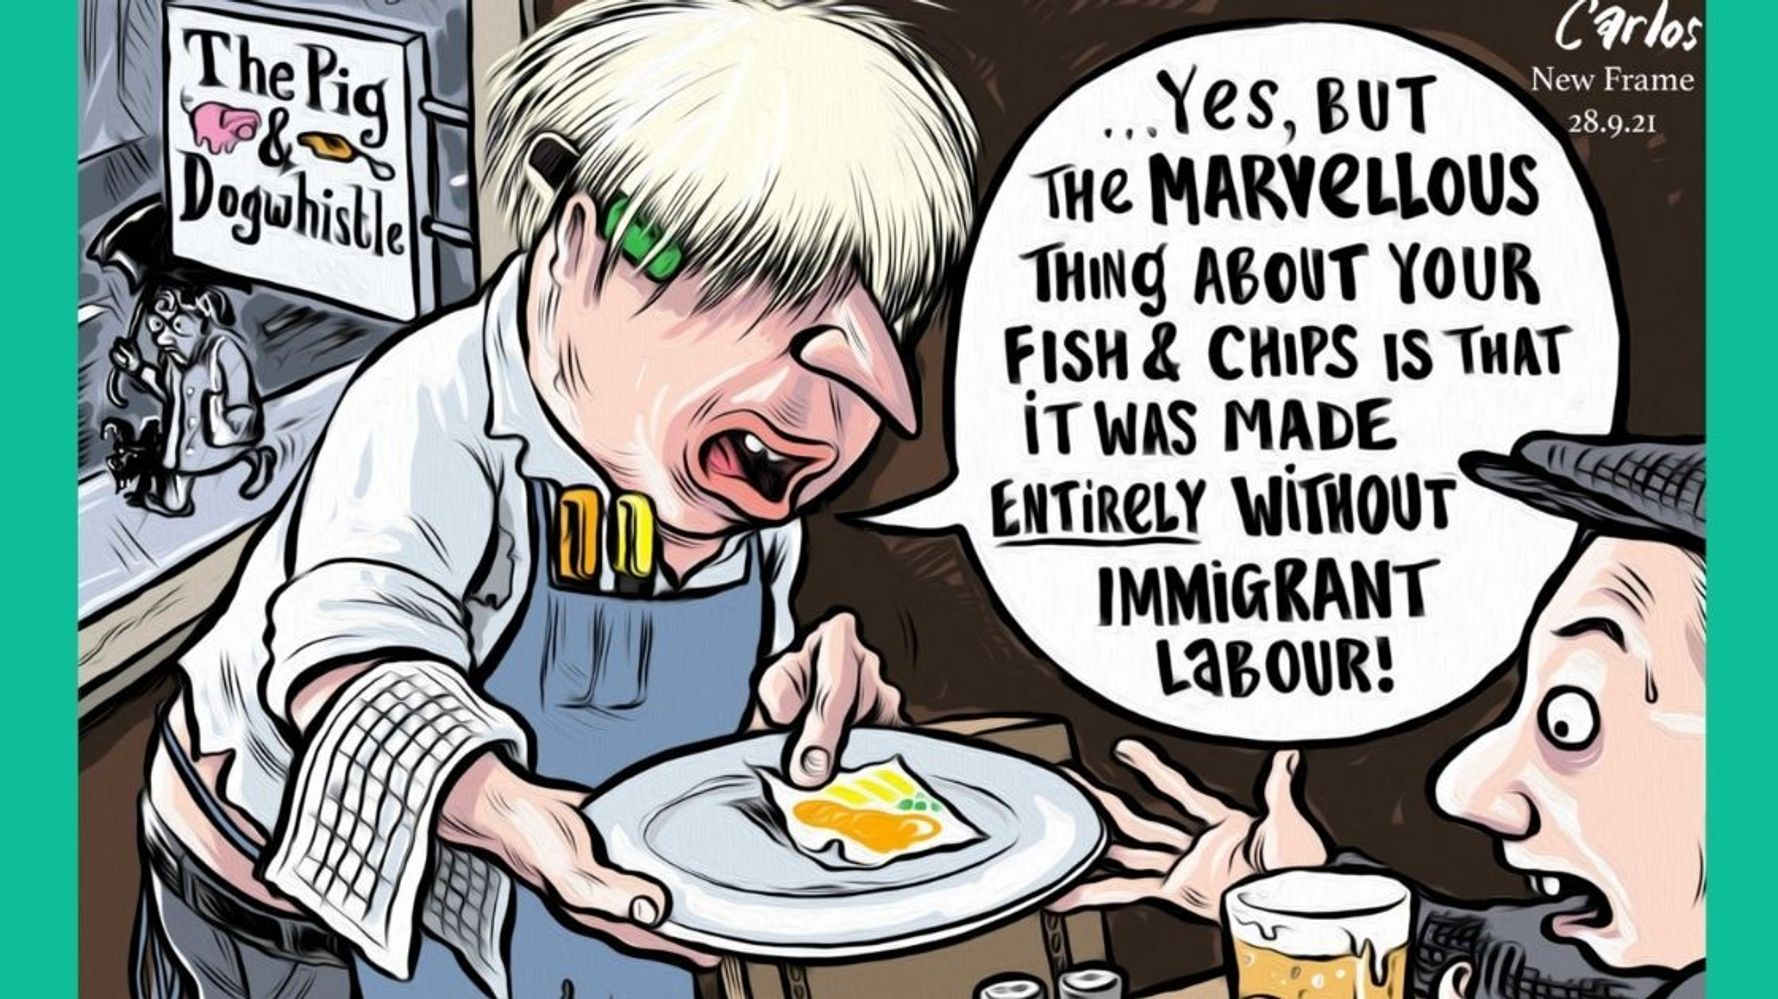 The Pig
&
Dogwhistle
Carlos
New Frame
28.9.21
...Yes, BUT
THe MARVeLLOUS
THiNg ABOUT YOUR
FISH & CHiPS IS THAT
iT WAS MADE
ENTiReLY WiTHOUT
IMMiGRANT
LaBOUR!